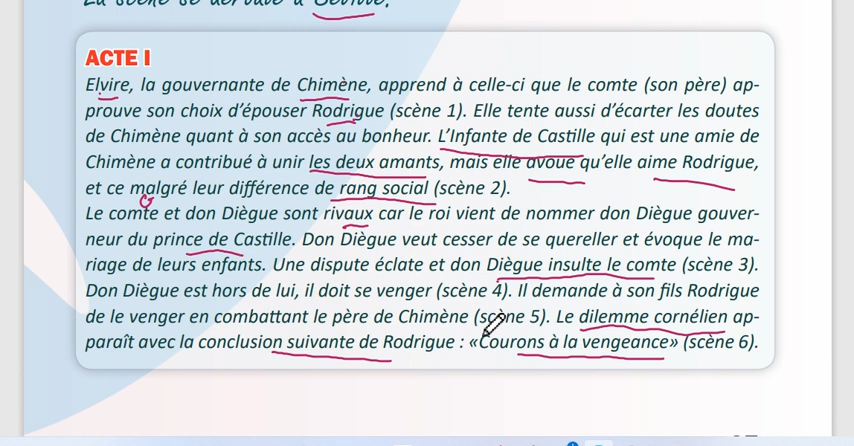 La scène se déroule à Séville.
ACTE I
Elvire, la gouvernante de Chimène, apprend à celle-ci que le comte (son père) ap-
prouve son choix d'épouser Rodrigue (scène 1). Elle tente aussi d'écarter les doutes
de Chimène quant à son accès au bonheur. L'Infante de Castille qui est une amie de
Chimène a contribué à unir les deux amants, mais elle avoue qu'elle aime Rodrigue,
et ce malgré leur différence de rang social (scène 2).
Le comte et don Diègue sont rivaux car le roi vient de nommer don Diègue gouver-
neur du prince de Castille. Don Diègue veut cesser de se quereller et évoque le ma-
riage de leurs enfants. Une dispute éclate et don Diègue insulte le comte (scène 3).
Don Diègue est hors de lui, il doit se venger (scène 4). Il demande à son fils Rodrigue
de le venger en combattant le père de Chimène (scène 5). Le dilemme cornélien ap-
paraît avec la conclusion suivante de Rodrigue : «Courons à la vengeance» (scène 6).